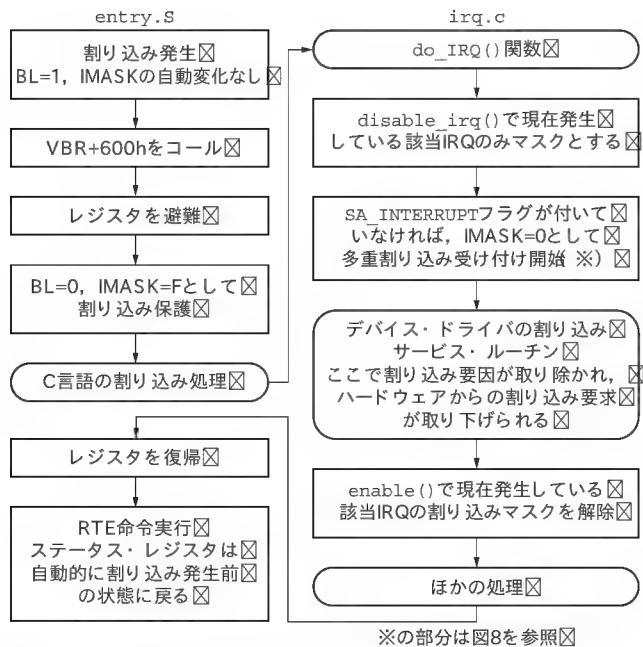 entry.S
割り込み発生
BL=1，IMASKの自動変化なし
VBR+600hをコール
レジスタを避難
BL=0，IMASK=Fとして
割り込み保護
C言語の割り込み処理
レジスタを復帰
RTE命令実行
ステータス・レジスタは
自動的に割り込み発生前
の状態に戻る
irq.c
do_IRQ()関数
disable_irq()で現在発生
している該当IRQのみマスクとする
SA_INTERRUPTフラグが付いて
いなければ，IMASK=0として
多重割り込み受け付け開始（※）
デバイス・ドライバの割り込み
サービス・ルーチン
ここで割り込み要因が取り除かれ，
ハードウェアからの割り込み要求
が取り下げられる
enable()で現在発生している
該当IRQの割り込みマスクを解除
ほかの処理
※の部分は図8を参照